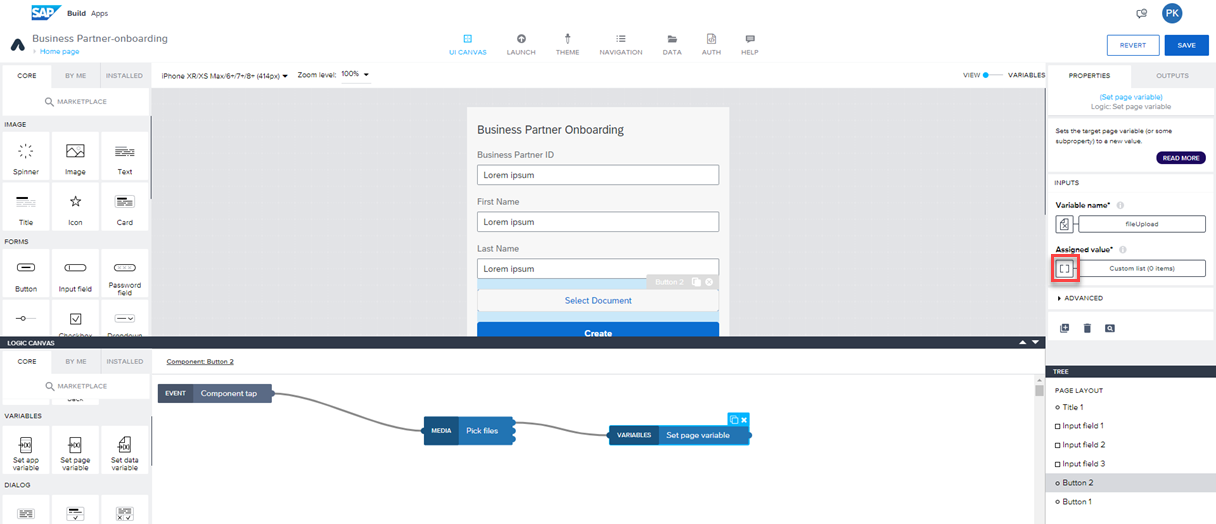 SAP Build Apps
PK
Business Partner-onboarding
Home page
UI CANVAS
LAUNCH
THEME
NAVIGATION
DATA
AUTH
HELP
REVERT
SAVE
CORE
BY ME
INSTALLED
iPhone XR/XS Max/6+/7+/8+ (414px)
Zoom level: 100%
VIEW
VARIABLES
PROPERTIES
OUTPUTS
MARKETPLACE
(Set page variable)
Logic: Set page variable
IMAGE
Spinner
Image
Text
Title
Icon
Card
FORMS
Button
Input field
Password
field
Checkbox
Dropdown
Business Partner Onboarding
Business Partner ID
Lorem ipsum
First Name
Lorem ipsum
Last Name
Lorem ipsum
Button 2
Select Document
Create
Sets the target page variable (or some
subproperty) to a new value.
READ MORE
INPUTS
Variable name*
fileUpload
Assigned value*
Custom list (0 items)
ADVANCED
LOGIC CANVAS
CORE
BY ME
INSTALLED
Component: Button 2
MARKETPLACE
back
VARIABLES
Set app
variable
Set page
variable
Set data
variable
DIALOG
EVENT
Component tap
MEDIA
Pick files
VARIABLES
Set page variable
TREE
PAGE LAYOUT
Title 1
Input field 1
Input field 2
Input field 3
Button 2
Button 1